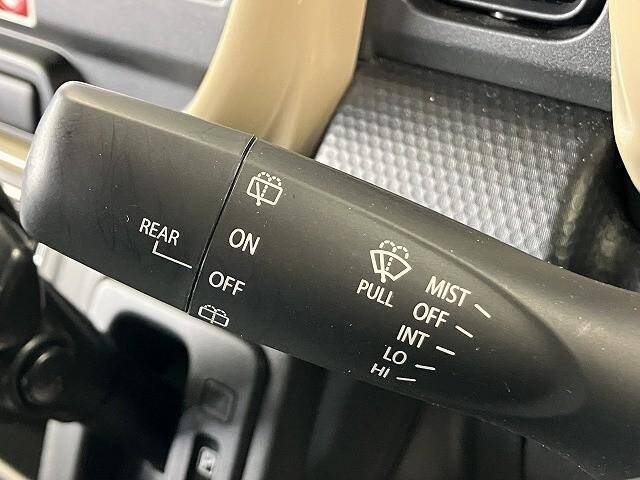 REAR
ON
OFF
PULL
MIST
OFF
INT
LO
HI